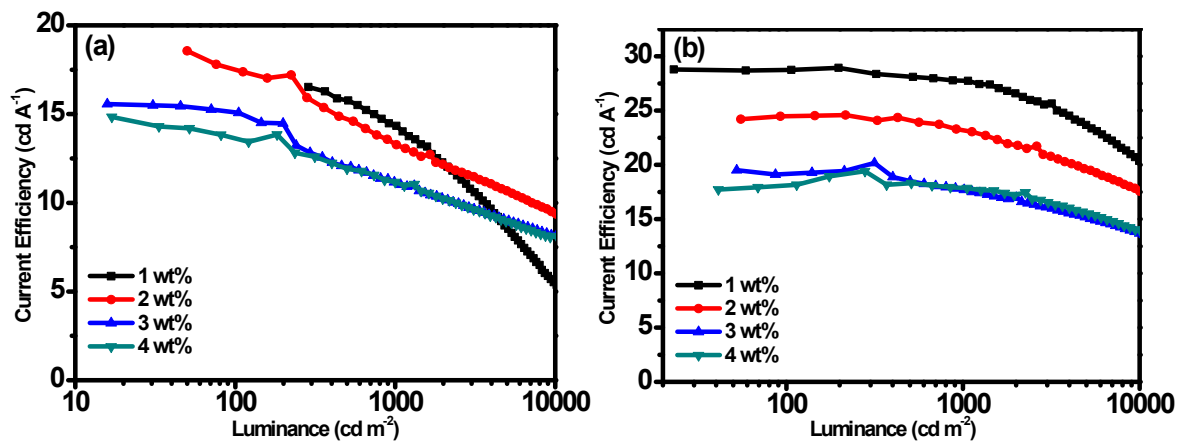 (a)
Current Efficiency (cd A⁻¹)
20
15
10
5
0
1 wt%
2 wt%
3 wt%
4 wt%
10 100 1000 10000
Luminance (cd m⁻²)
(b)
Current Efficiency (cd A⁻¹)
30
25
20
15
10
5
0
1 wt%
2 wt%
3 wt%
4 wt%
100 1000 10000
Luminance (cd m⁻²)